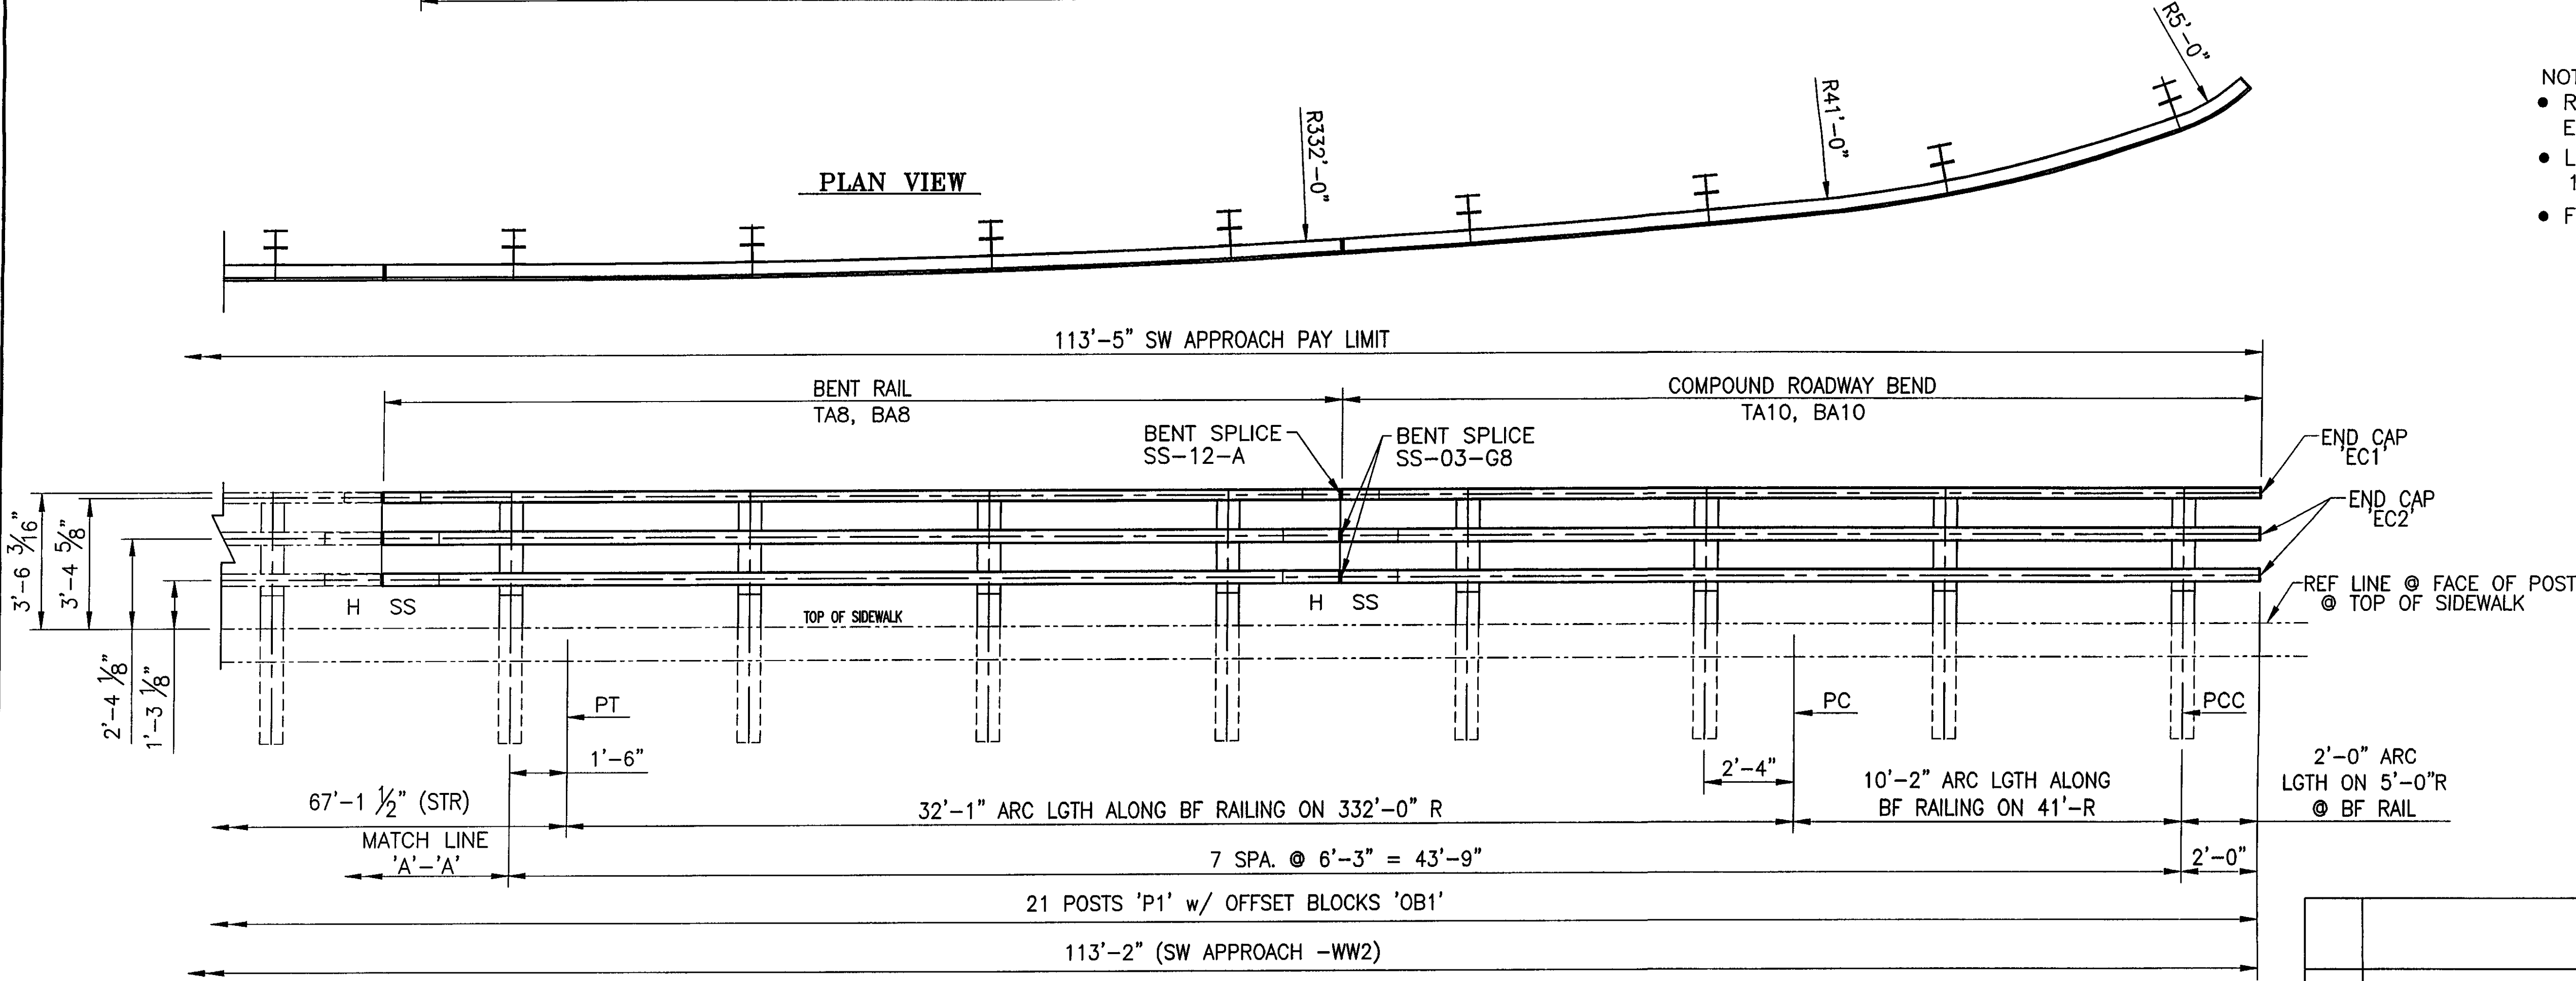 R5'-0"
R41'-0"
R332'-0"
PLAN VIEW
NOT
● R
E
● L
1
● F
113'-5" SW APPROACH PAY LIMIT
BENT RAIL
TA8, BA8
COMPOUND ROADWAY BEND
TA10, BA10
BENT SPLICE
SS-12-A
BENT SPLICE
SS-03-G8
END CAP
'EC1'
END CAP
'EC2'
3'-6 3/16"
3'-4 5/8"
2'-4 1/8"
1'-3 1/8"
H SS
H SS
TOP OF SIDEWALK
REF LINE @ FACE OF POST
@ TOP OF SIDEWALK
PT
PC
PCC
1'-6"
2'-4"
67'-1 1/2" (STR)
32'-1" ARC LGTH ALONG BF RAILING ON 332'-0" R
10'-2" ARC LGTH ALONG
BF RAILING ON 41'-R
2'-0" ARC
LGTH ON 5'-0"R
@ BF RAIL
MATCH LINE
'A'-'A'
7 SPA. @ 6'-3" = 43'-9"
2'-0"
21 POSTS 'P1' w/ OFFSET BLOCKS 'OB1'
113'-2" (SW APPROACH -WW2)